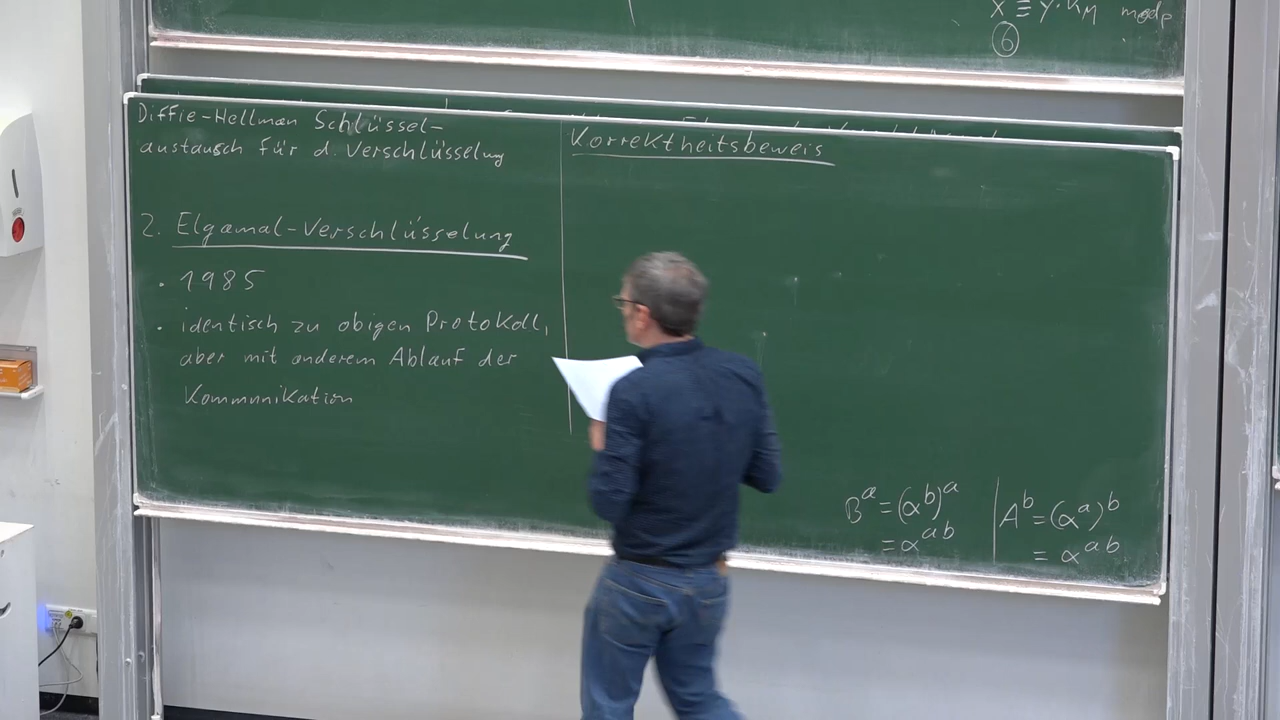 x ≡ y·k_M mod p
⑥
Diffie-Hellman Schlüssel-
austausch für d. Verschlüsselung
2. Elgamal-Verschlüsselung
• 1985
• identisch zu obigen Protokoll,
aber mit anderem Ablauf der
Kommunikation
Korrektheitsbeweis
B^a = (α^b)^a
= α^ab
A^b = (α^a)^b
= α^ab